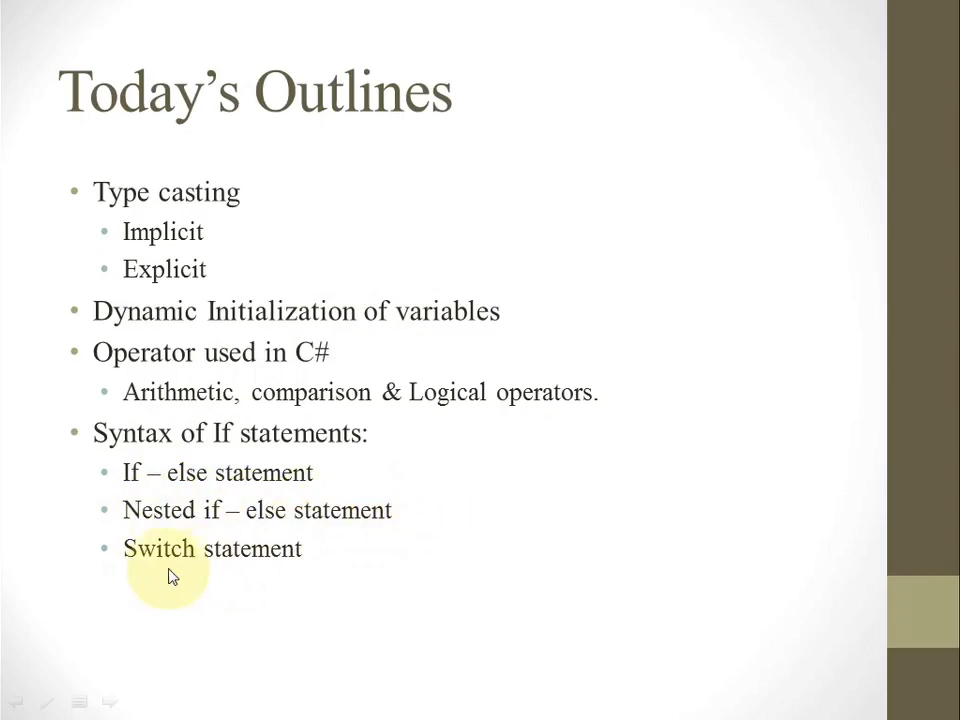 Today’s Outlines
• Type casting
• Implicit
• Explicit
• Dynamic Initialization of variables
• Operator used in C#
• Arithmetic, comparison & Logical operators.
• Syntax of If statements:
• If – else statement
• Nested if – else statement
• Switch statement